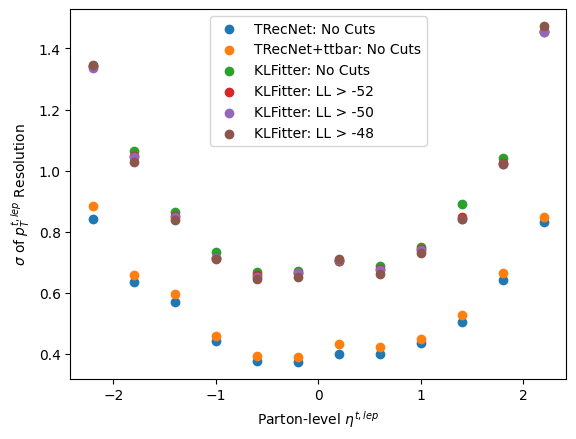 TRecNet: No Cuts
TRecNet+ttbar: No Cuts
KLFitter: No Cuts
KLFitter: LL > -52
KLFitter: LL > -50
KLFitter: LL > -48
1.4
1.2
1.0
0.8
0.6
0.4
σ of $p_T^{t,lep}$ Resolution
−2
−1
0
1
2
Parton-level $η^{t,lep}$